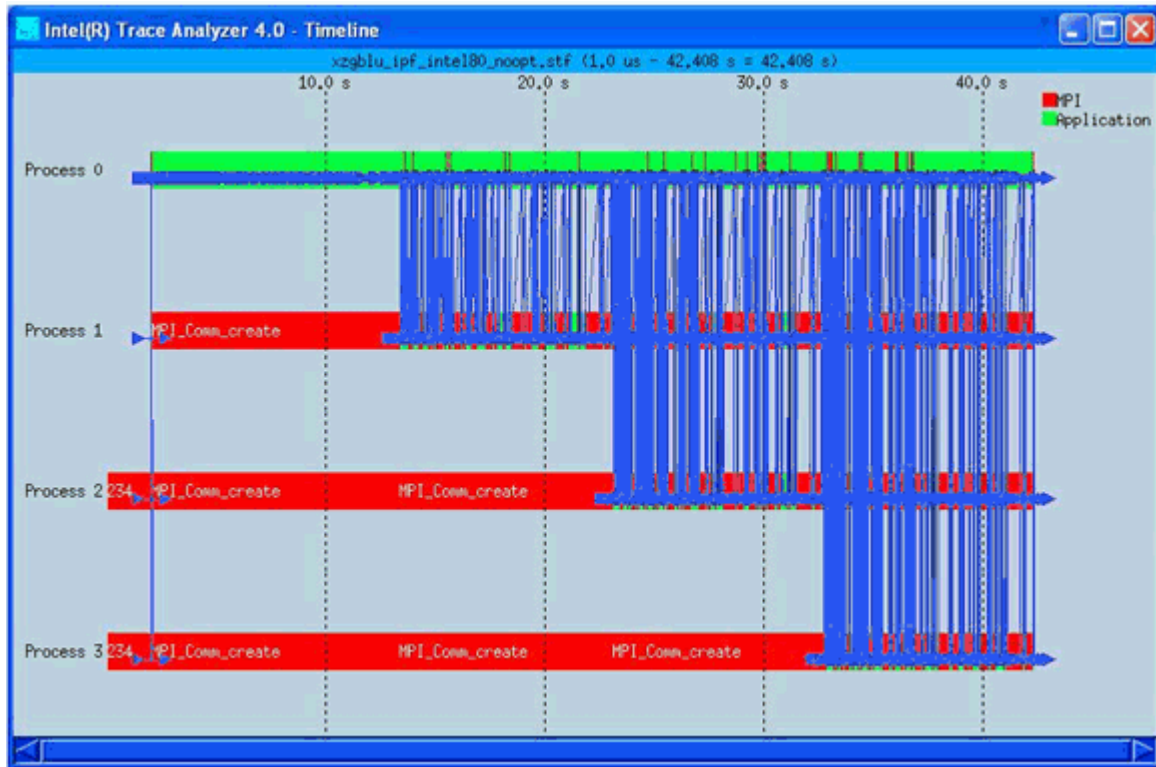 Intel(R) Trace Analyzer 4.0 - Timeline
xzgblu_ipf_intel80_noopt.stf (1.0 us - 42.408 s = 42.408 s)
10.0 s 20.0 s 30.0 s 40.0 s
MPI
Application
Process 0
Process 1 MPI_Comm_create
Process 2 234 MPI_Comm_create MPI_Comm_create
Process 3 234 MPI_Comm_create MPI_Comm_create MPI_Comm_create